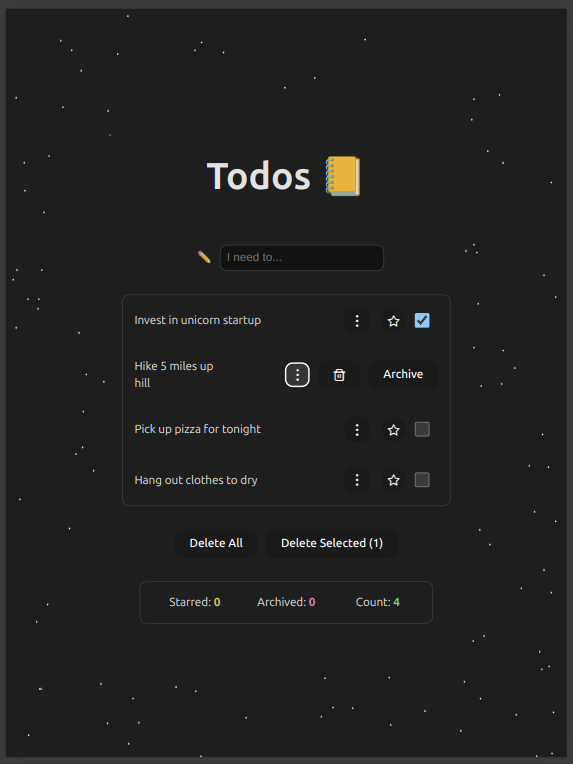 Todos
I need to...
Invest in unicorn startup
Hike 5 miles up
hill
Archive
Pick up pizza for tonight
Hang out clothes to dry
Delete All
Delete Selected (1)
Starred: 0
Archived: 0
Count: 4